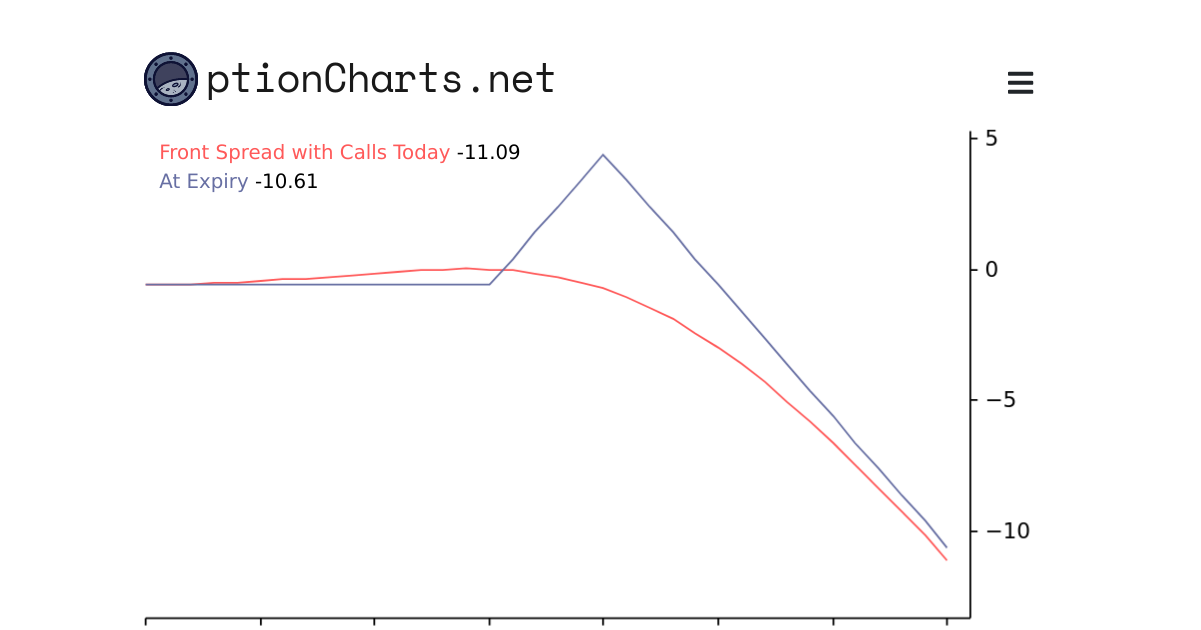 ptionCharts.net
Front Spread with Calls Today -11.09
At Expiry -10.61
5
0
−5
−10